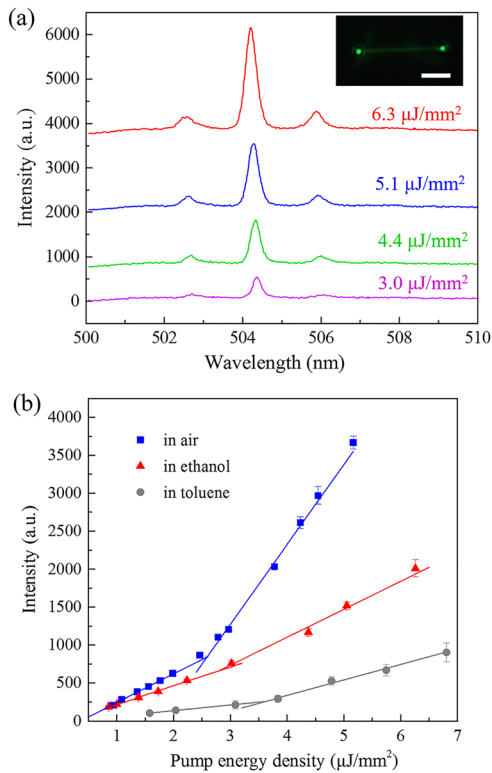 (a)
6000
5000
4000
3000
2000
1000
0
Intensity (a.u.)
6.3 μJ/mm²
5.1 μJ/mm²
4.4 μJ/mm²
3.0 μJ/mm²
500 502 504 506 508 510
Wavelength (nm)
(b)
4000
3500
3000
2500
2000
1500
1000
500
0
Intensity (a.u.)
in air
in ethanol
in toluene
1 2 3 4 5 6 7
Pump energy density (μJ/mm²)